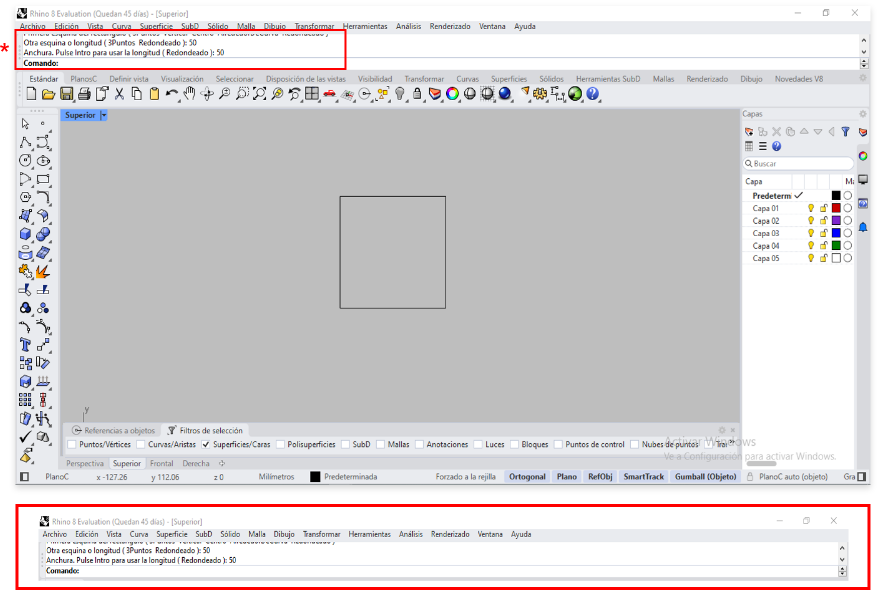 Rhino 8 Evaluation (Quedan 45 días) - [Superior]
Archivo Edición Vista Curva Superficie SubD Sólido Malla Dibujo Transformar Herramientas Análisis Renderizado Ventana Ayuda
*
Otra esquina o longitud ( 3Puntos Redondeado ): 50
Anchura. Pulse Intro para usar la longitud ( Redondeado ): 50
Comando:
Estándar PlanosC Definir vista Visualización Seleccionar Disposición de las vistas Visibilidad Transformar Curvas Superficies Sólidos Herramientas SubD Mallas Renderizado Dibujo Novedades V8
Superior
Capas
Buscar
Capa
Predetermi
Capa 01
Capa 02
Capa 03
Capa 04
Capa 05
y
Referencias a objetos Filtros de selección
Puntos/Vértices Curvas/Aristas Superficies/Caras Polisuperficies SubD Mallas Anotaciones Luces Bloques Puntos de control Nubes de puntos
Ve a Configuración para activar Windows.
Perspectiva Superior Frontal Derecha
PlanoC x -127.26 y 112.06 z 0 Milímetros Predeterminada Forzado a la rejilla Ortogonal Plano RefObj SmartTrack Gumball (Objeto) PlanoC auto (objeto) Gra
Rhino 8 Evaluation (Quedan 45 días) - [Superior]
Archivo Edición Vista Curva Superficie SubD Sólido Malla Dibujo Transformar Herramientas Análisis Renderizado Ventana Ayuda
Otra esquina o longitud ( 3Puntos Redondeado ): 50
Anchura. Pulse Intro para usar la longitud ( Redondeado ): 50
Comando: